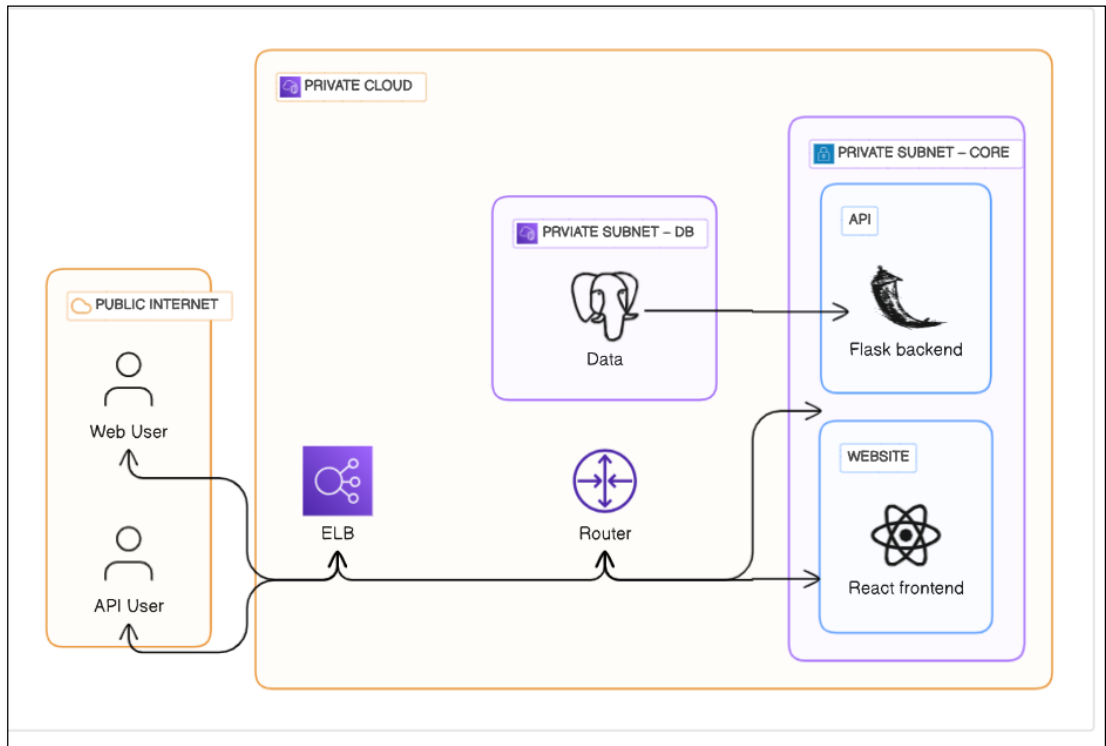 PRIVATE CLOUD
PRIVATE SUBNET – CORE
API
PRVIATE SUBNET – DB
Flask backend
Data
PUBLIC INTERNET
Web User
WEBSITE
ELB
Router
React frontend
API User